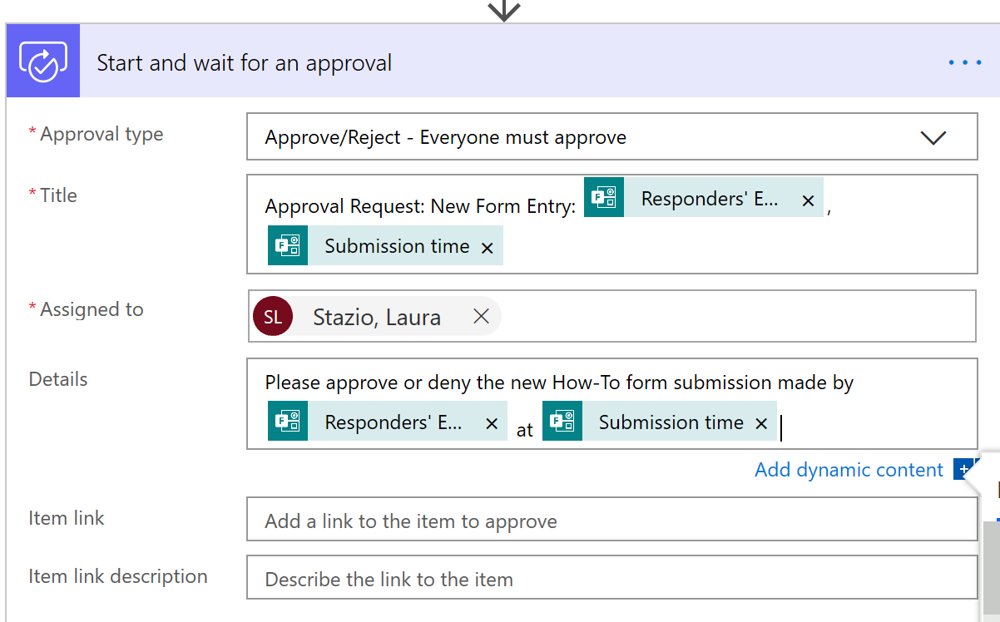 Start and wait for an approval
* Approval type
Approve/Reject - Everyone must approve
* Title
Approval Request: New Form Entry: Responders' E... × ,
Submission time ×
* Assigned to
SL Stazio, Laura ×
Details
Please approve or deny the new How-To form submission made by
Responders' E... × at Submission time ×
Add dynamic content +
Item link
Add a link to the item to approve
Item link description
Describe the link to the item